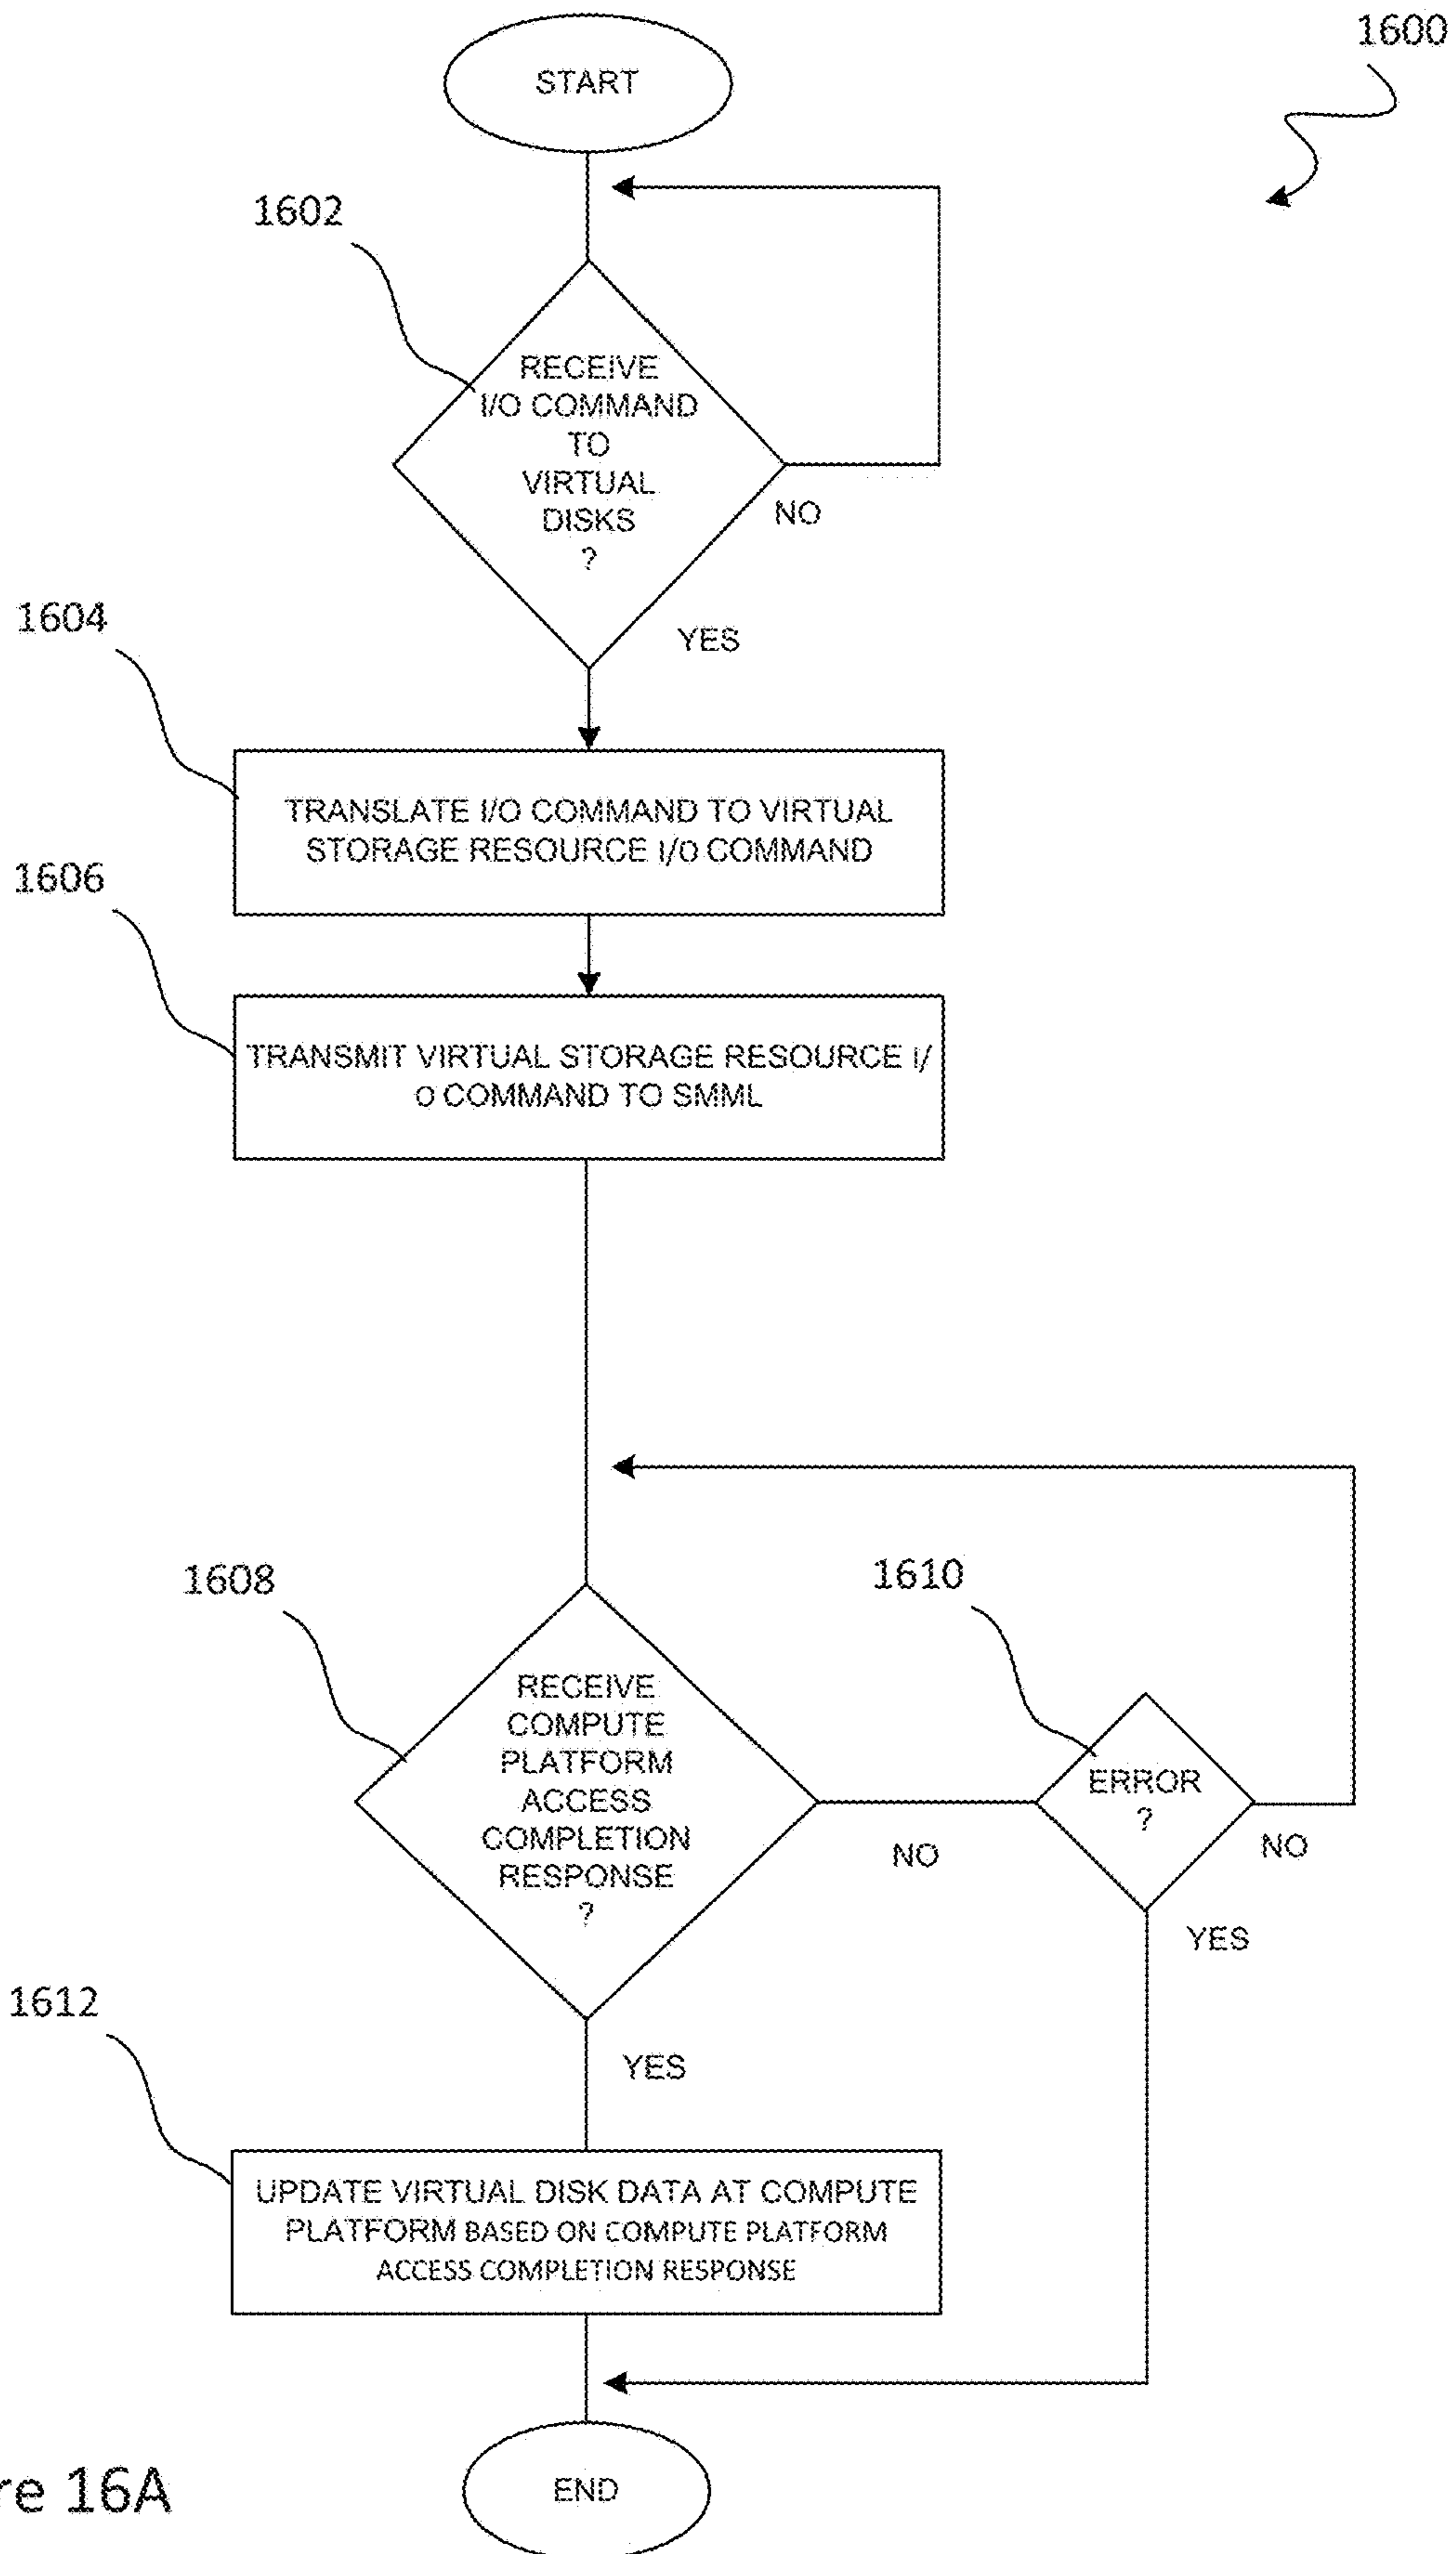 1600
START
1602
RECEIVE
I/O COMMAND
TO
VIRTUAL
DISKS
?
NO
YES
1604
TRANSLATE I/O COMMAND TO VIRTUAL
STORAGE RESOURCE I/O COMMAND
1606
TRANSMIT VIRTUAL STORAGE RESOURCE I/
O COMMAND TO SMML
1608
RECEIVE
COMPUTE
PLATFORM
ACCESS
COMPLETION
RESPONSE
?
NO
1610
ERROR
?
NO
YES
YES
1612
UPDATE VIRTUAL DISK DATA AT COMPUTE
PLATFORM BASED ON COMPUTE PLATFORM
ACCESS COMPLETION RESPONSE
END
re 16A